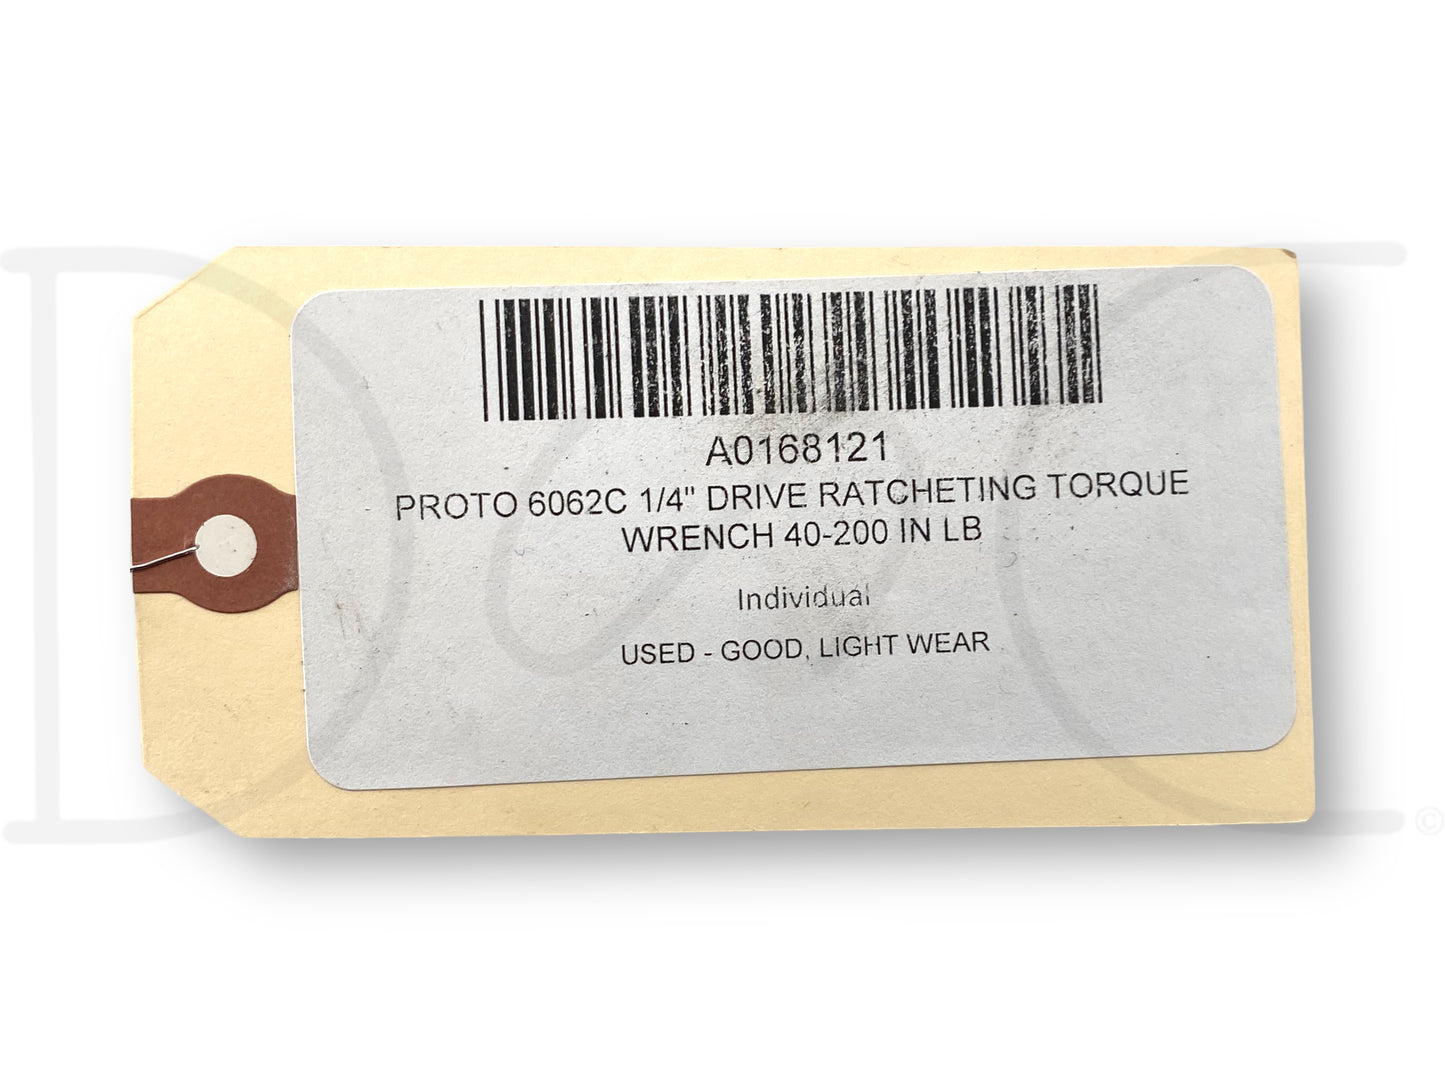 A0168121
PROTO 6062C 1/4" DRIVE RATCHETING TORQUE
WRENCH 40-200 IN LB
Individual
USED - GOOD, LIGHT WEAR
D & C ©